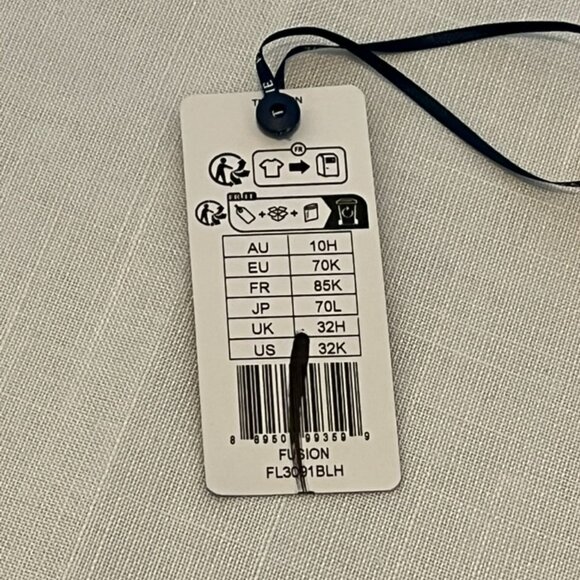 FR
AU 10H
EU 70K
FR 85K
JP 70L
UK 32H
US 32K
FUSION
FL3091BLH